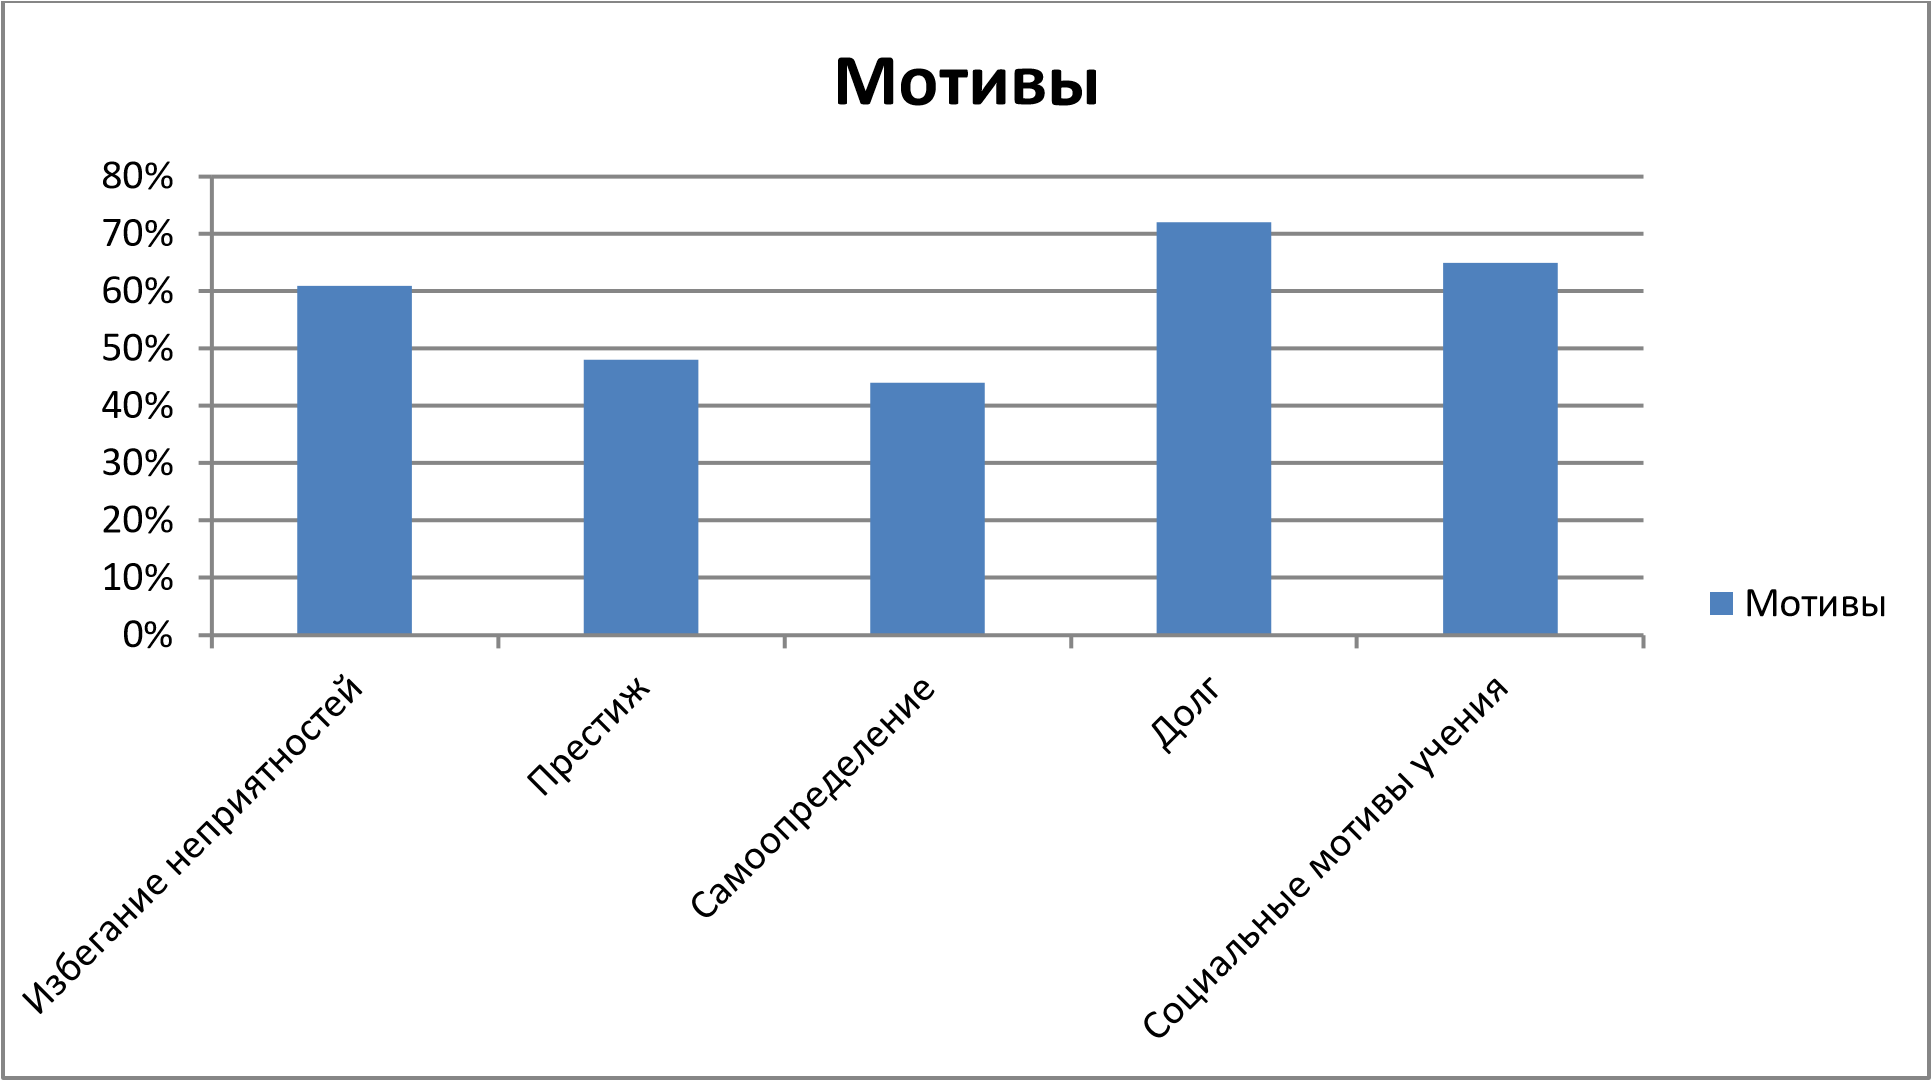 Мотивы
80%
70%
60%
50%
40%
30%
20%
10%
0%
Избегание неприятностей
Престиж
Самоопределение
Долг
Социальные мотивы учения
Мотивы